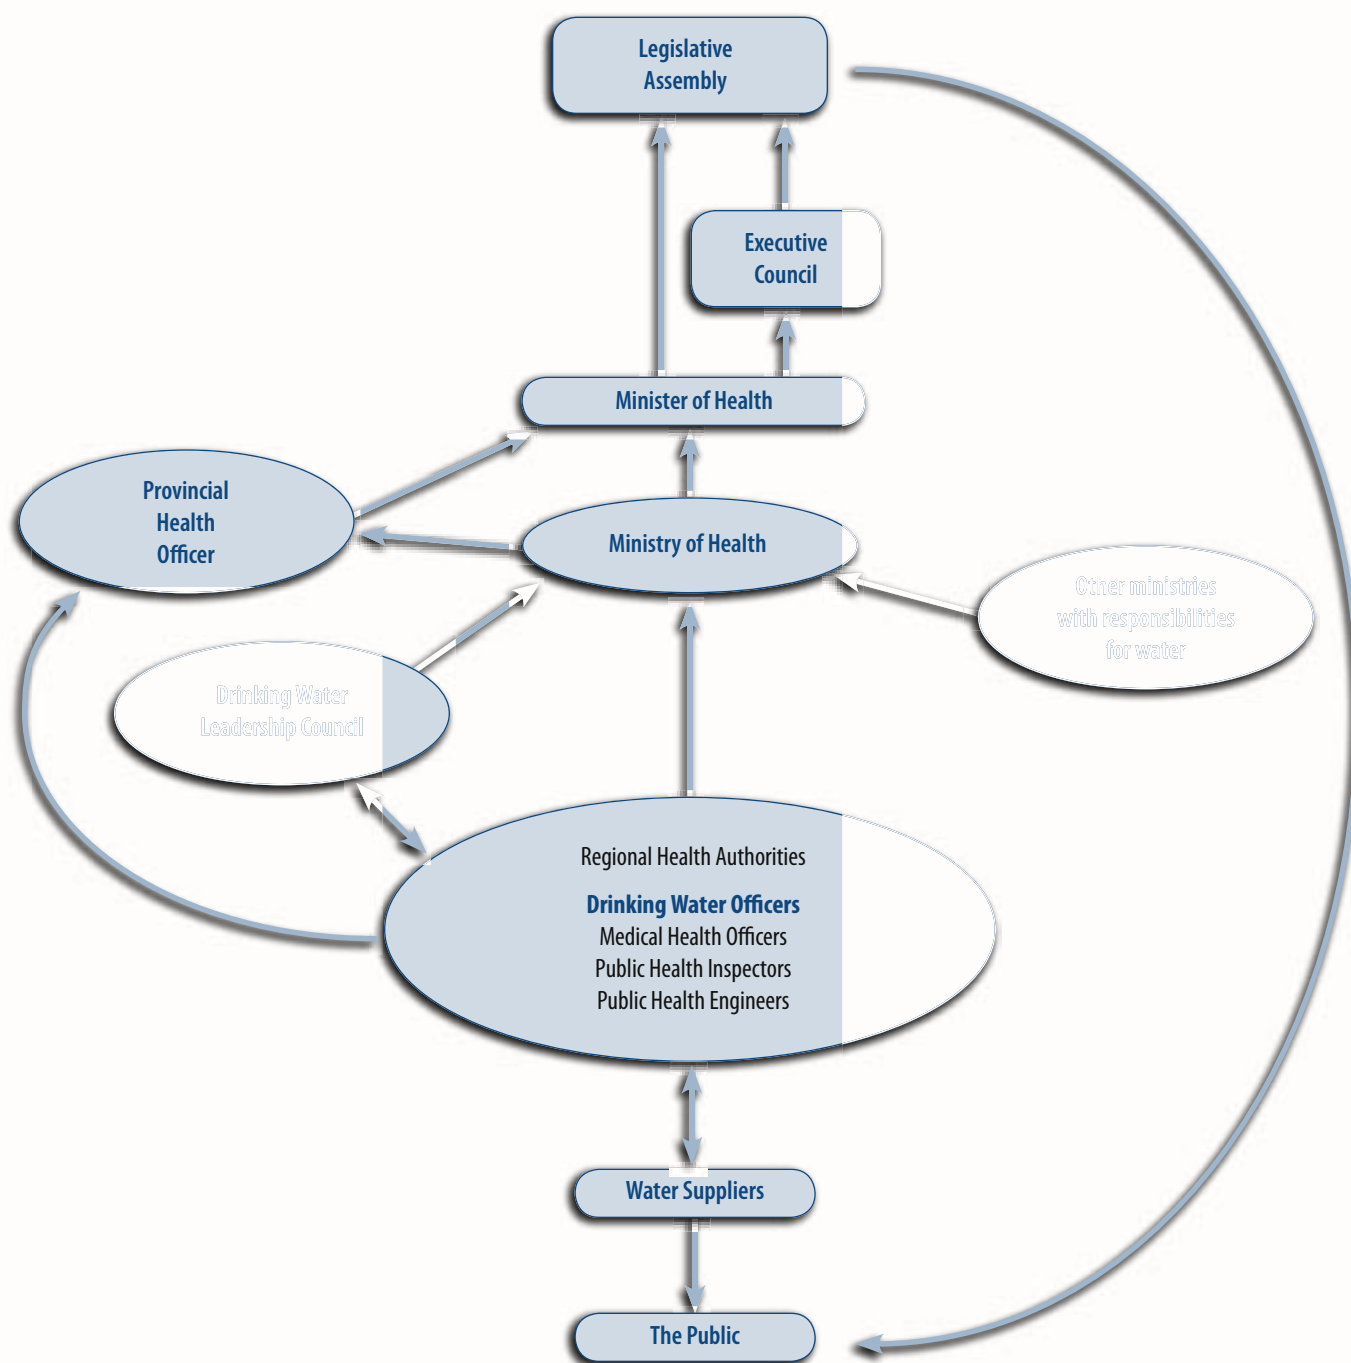 Legislative
Assembly
Executive
Council
Minister of Health
Provincial
Health
Officer
Ministry of Health
Other ministries
with responsibilities
for water
Drinking Water
Leadership Council
Regional Health Authorities
Drinking Water Officers
Medical Health Officers
Public Health Inspectors
Public Health Engineers
Water Suppliers
The Public